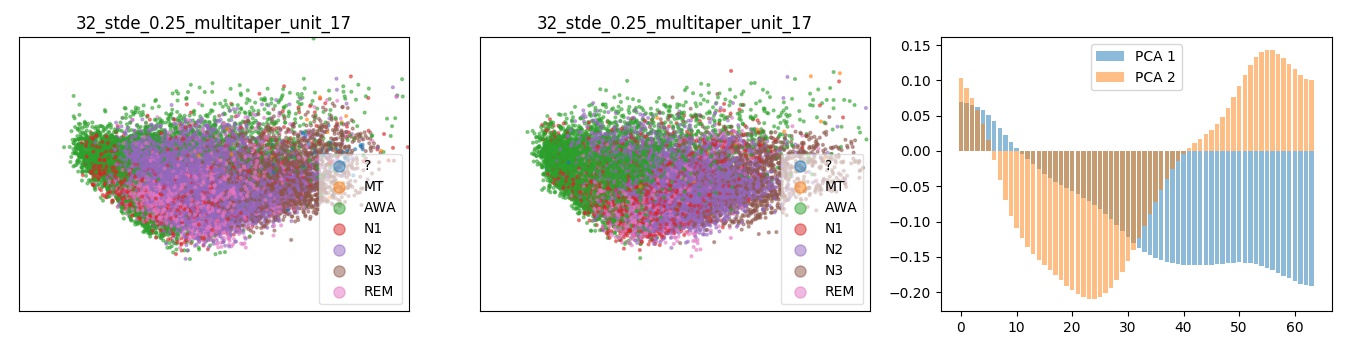 32_stde_0.25_multitaper_unit_17
?
MT
AWA
N1
N2
N3
REM
32_stde_0.25_multitaper_unit_17
?
MT
AWA
N1
N2
N3
REM
PCA 1
PCA 2
0.15
0.10
0.05
0.00
−0.05
−0.10
−0.15
−0.20
0 10 20 30 40 50 60